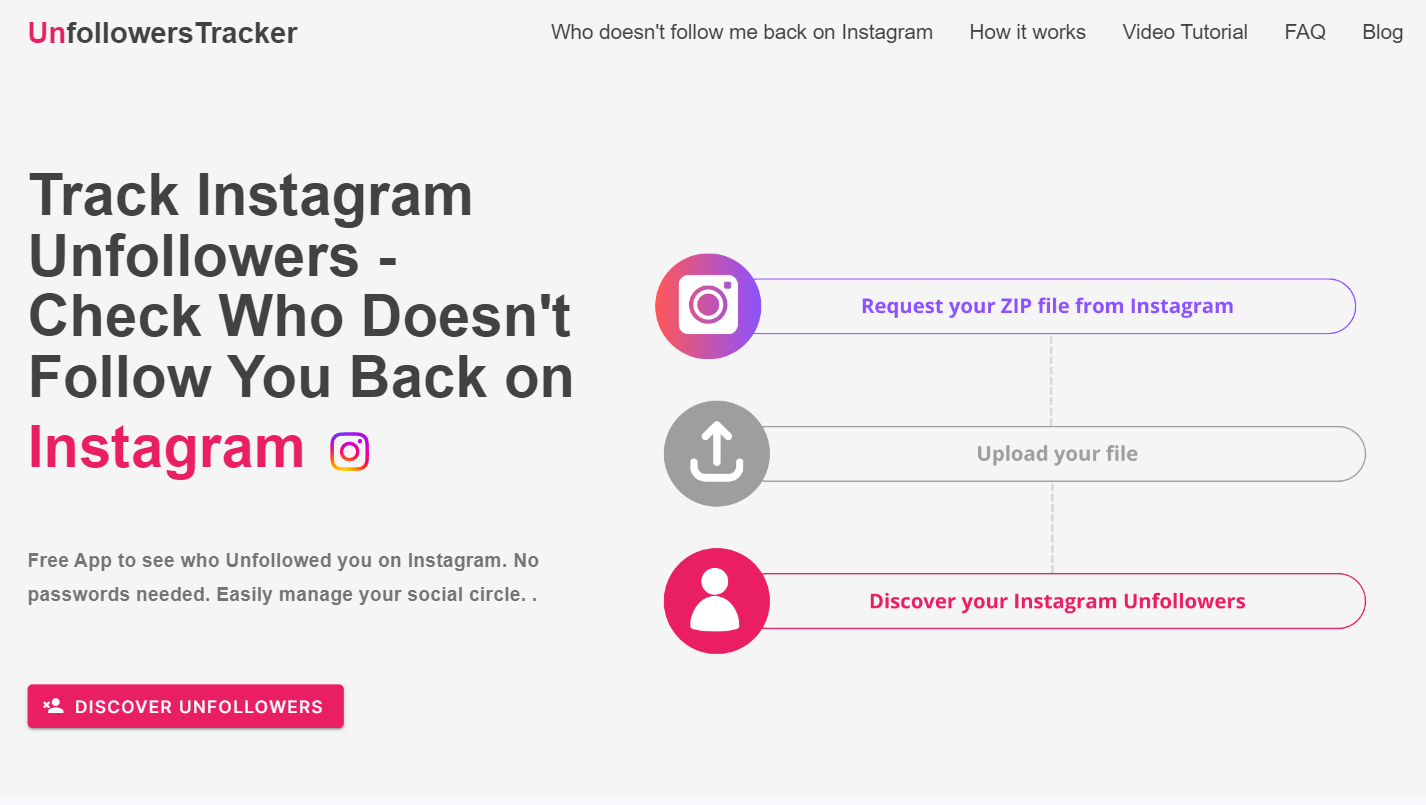 UnfollowersTracker
Who doesn't follow me back on Instagram
How it works
Video Tutorial
FAQ
Blog
Track Instagram
Unfollowers -
Check Who Doesn't
Follow You Back on
Instagram
Free App to see who Unfollowed you on Instagram. No
passwords needed. Easily manage your social circle. .
DISCOVER UNFOLLOWERS
Request your ZIP file from Instagram
Upload your file
Discover your Instagram Unfollowers